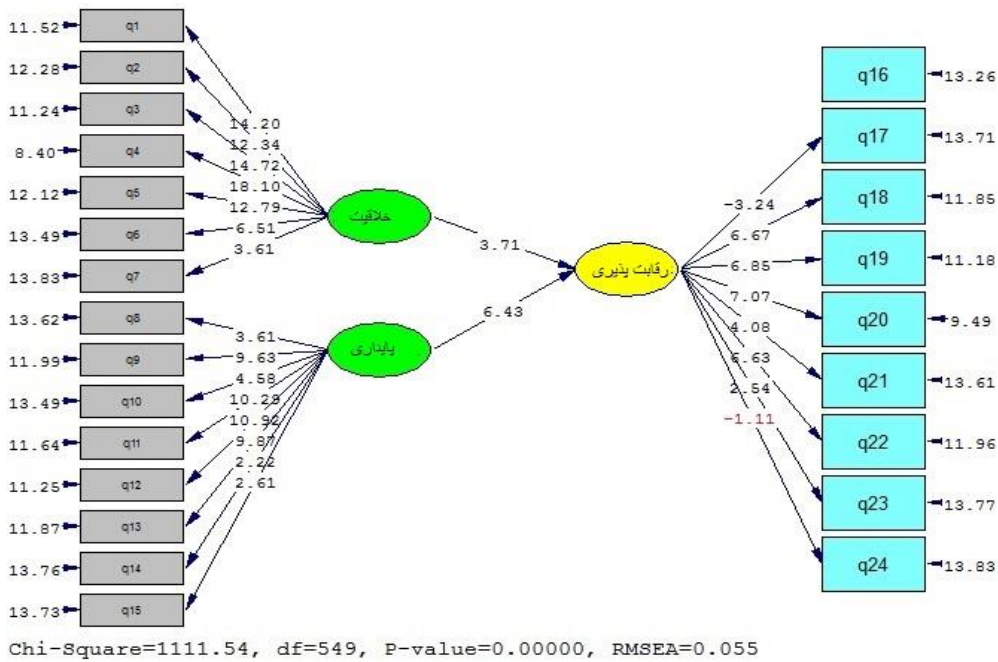 11.52 q1
12.28 q2
11.24 q3
8.40 q4
12.12 q5
13.49 q6
13.83 q7
13.62 q8
11.99 q9
13.49 q10
11.64 q11
11.25 q12
11.87 q13
13.76 q14
13.73 q15
14.20
12.34
14.72
18.10
12.79
6.51
3.61
خلاقیت
3.61
9.63
4.58
10.29
10.92
9.87
2.22
2.61
پایداری
3.71
6.43
رقابت پذیری
-3.24
6.67
6.85
7.07
4.08
6.63
2.54
-1.11
q16 13.26
q17 13.71
q18 11.85
q19 11.18
q20 9.49
q21 13.61
q22 11.96
q23 13.77
q24 13.83
Chi-Square=1111.54, df=549, P-value=0.00000, RMSEA=0.055